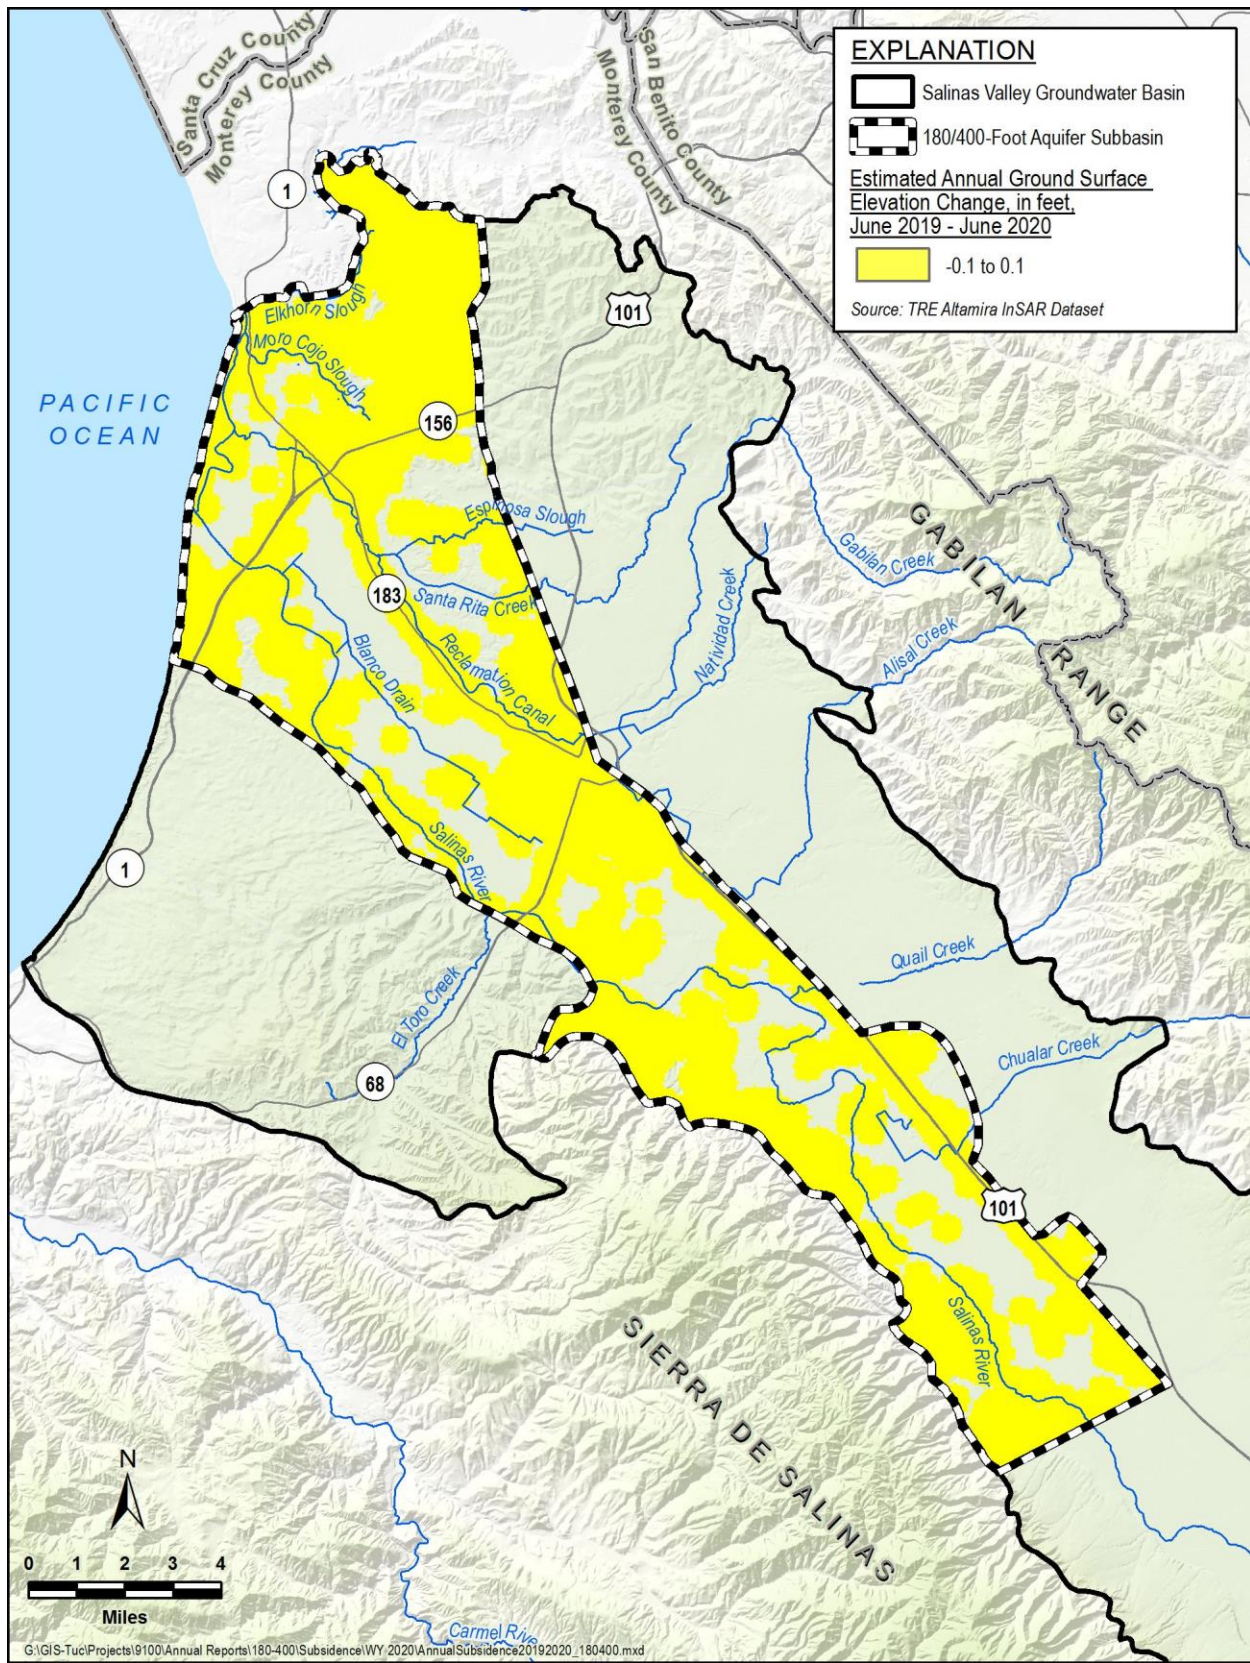 Santa Cruz County
Monterey County
San Benito County
Monterey County
EXPLANATION
Salinas Valley Groundwater Basin
180/400-Foot Aquifer Subbasin
Estimated Annual Ground Surface
Elevation Change, in feet,
June 2019 - June 2020
-0.1 to 0.1
Source: TRE Altamira InSAR Dataset
1
101
Elkhorn Slough
Moro Cojo Slough
PACIFIC
OCEAN
156
Espinosa Slough
GABILAN
RANGE
Gabilan Creek
183
Santa Rita Creek
Natividad Creek
Alisal Creek
Blanco Drain
Reclamation Canal
Salinas River
1
Quail Creek
El Toro Creek
Chualar Creek
68
101
Salinas River
SIERRA DE SALINAS
N
0 1 2 3 4
Miles
Carmel Rive
G:\GIS-Tuc\Projects\9100\Annual Reports\180-400\Subsidence\WY 2020\AnnualSubsidence20192020_180400.mxd